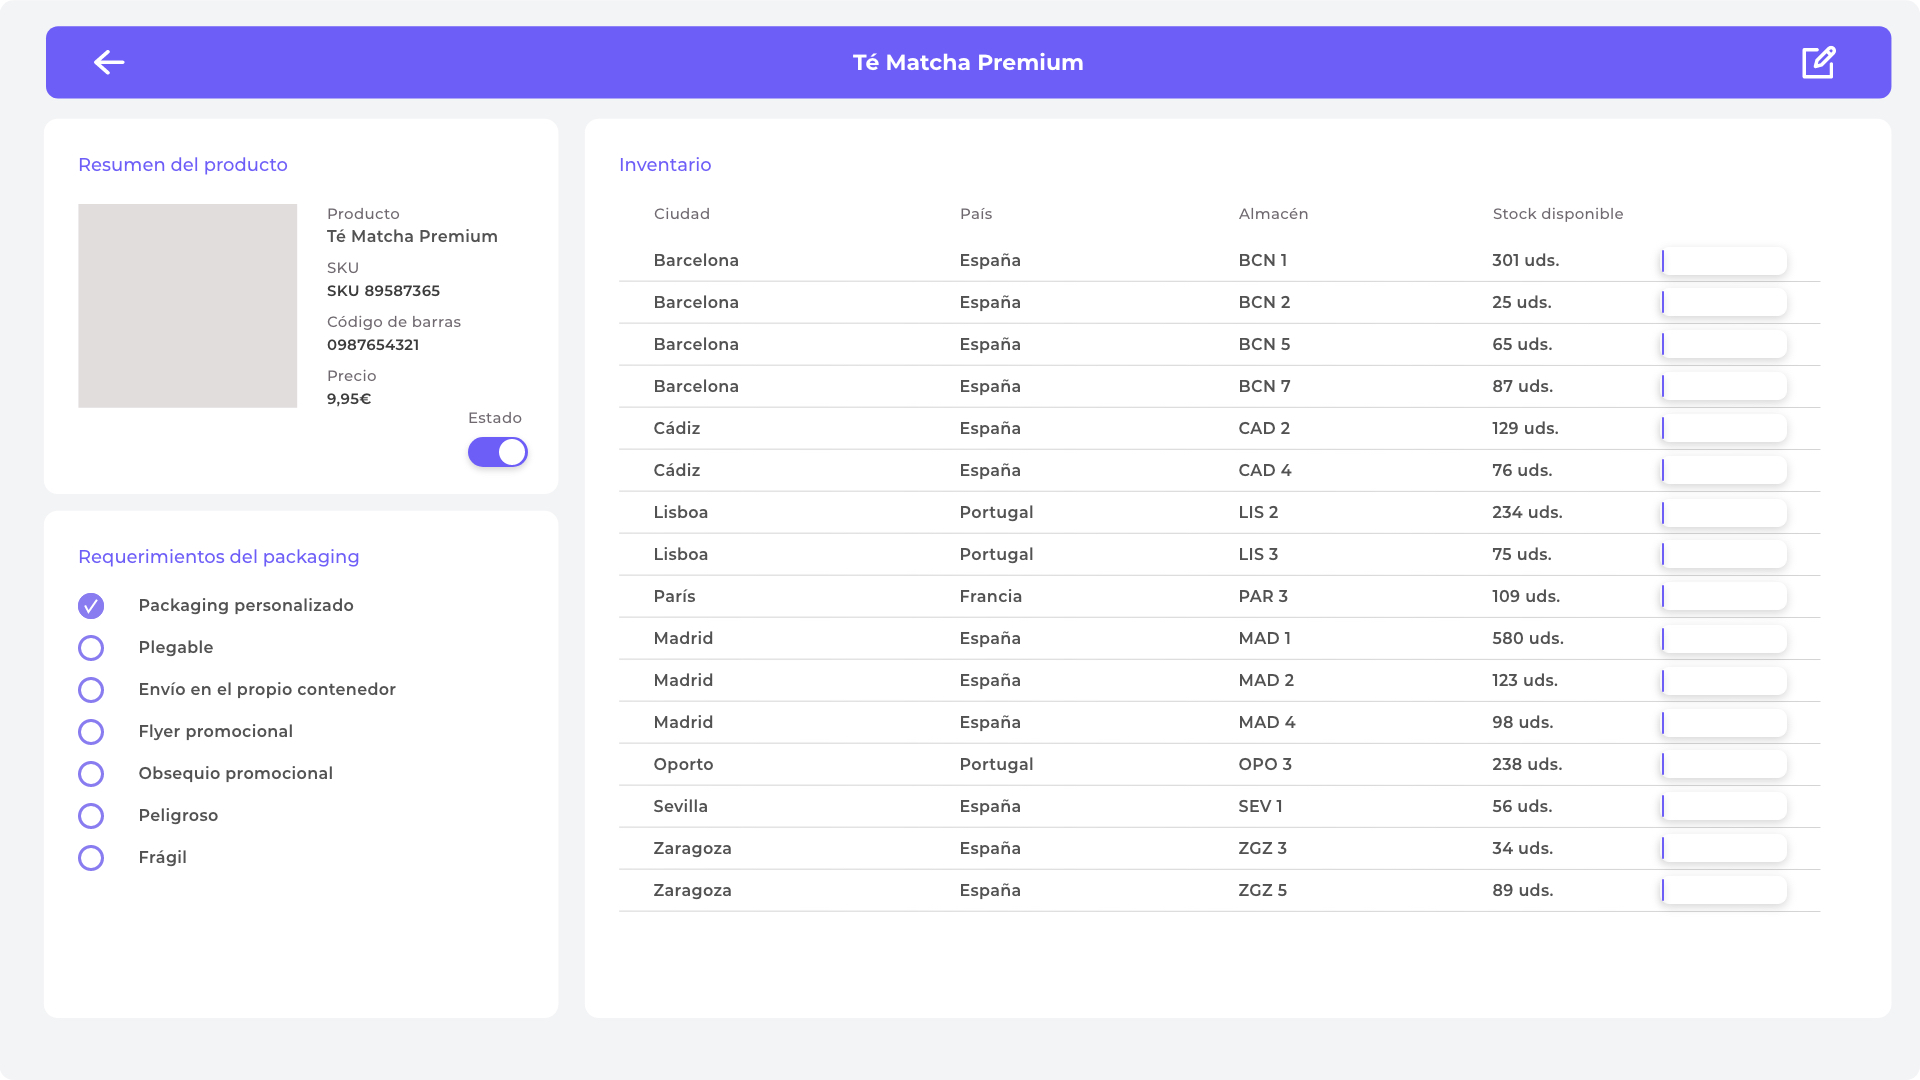 Té Matcha Premium
Resumen del producto
Producto
Té Matcha Premium
SKU
SKU 89587365
Código de barras
0987654321
Precio
9,95€
Estado
Requerimientos del packaging
Packaging personalizado
Plegable
Envío en el propio contenedor
Flyer promocional
Obsequio promocional
Peligroso
Frágil
Inventario
Ciudad País Almacén Stock disponible
Barcelona España BCN 1 301 uds.
Barcelona España BCN 2 25 uds.
Barcelona España BCN 5 65 uds.
Barcelona España BCN 7 87 uds.
Cádiz España CAD 2 129 uds.
Cádiz España CAD 4 76 uds.
Lisboa Portugal LIS 2 234 uds.
Lisboa Portugal LIS 3 75 uds.
París Francia PAR 3 109 uds.
Madrid España MAD 1 580 uds.
Madrid España MAD 2 123 uds.
Madrid España MAD 4 98 uds.
Oporto Portugal OPO 3 238 uds.
Sevilla España SEV 1 56 uds.
Zaragoza España ZGZ 3 34 uds.
Zaragoza España ZGZ 5 89 uds.